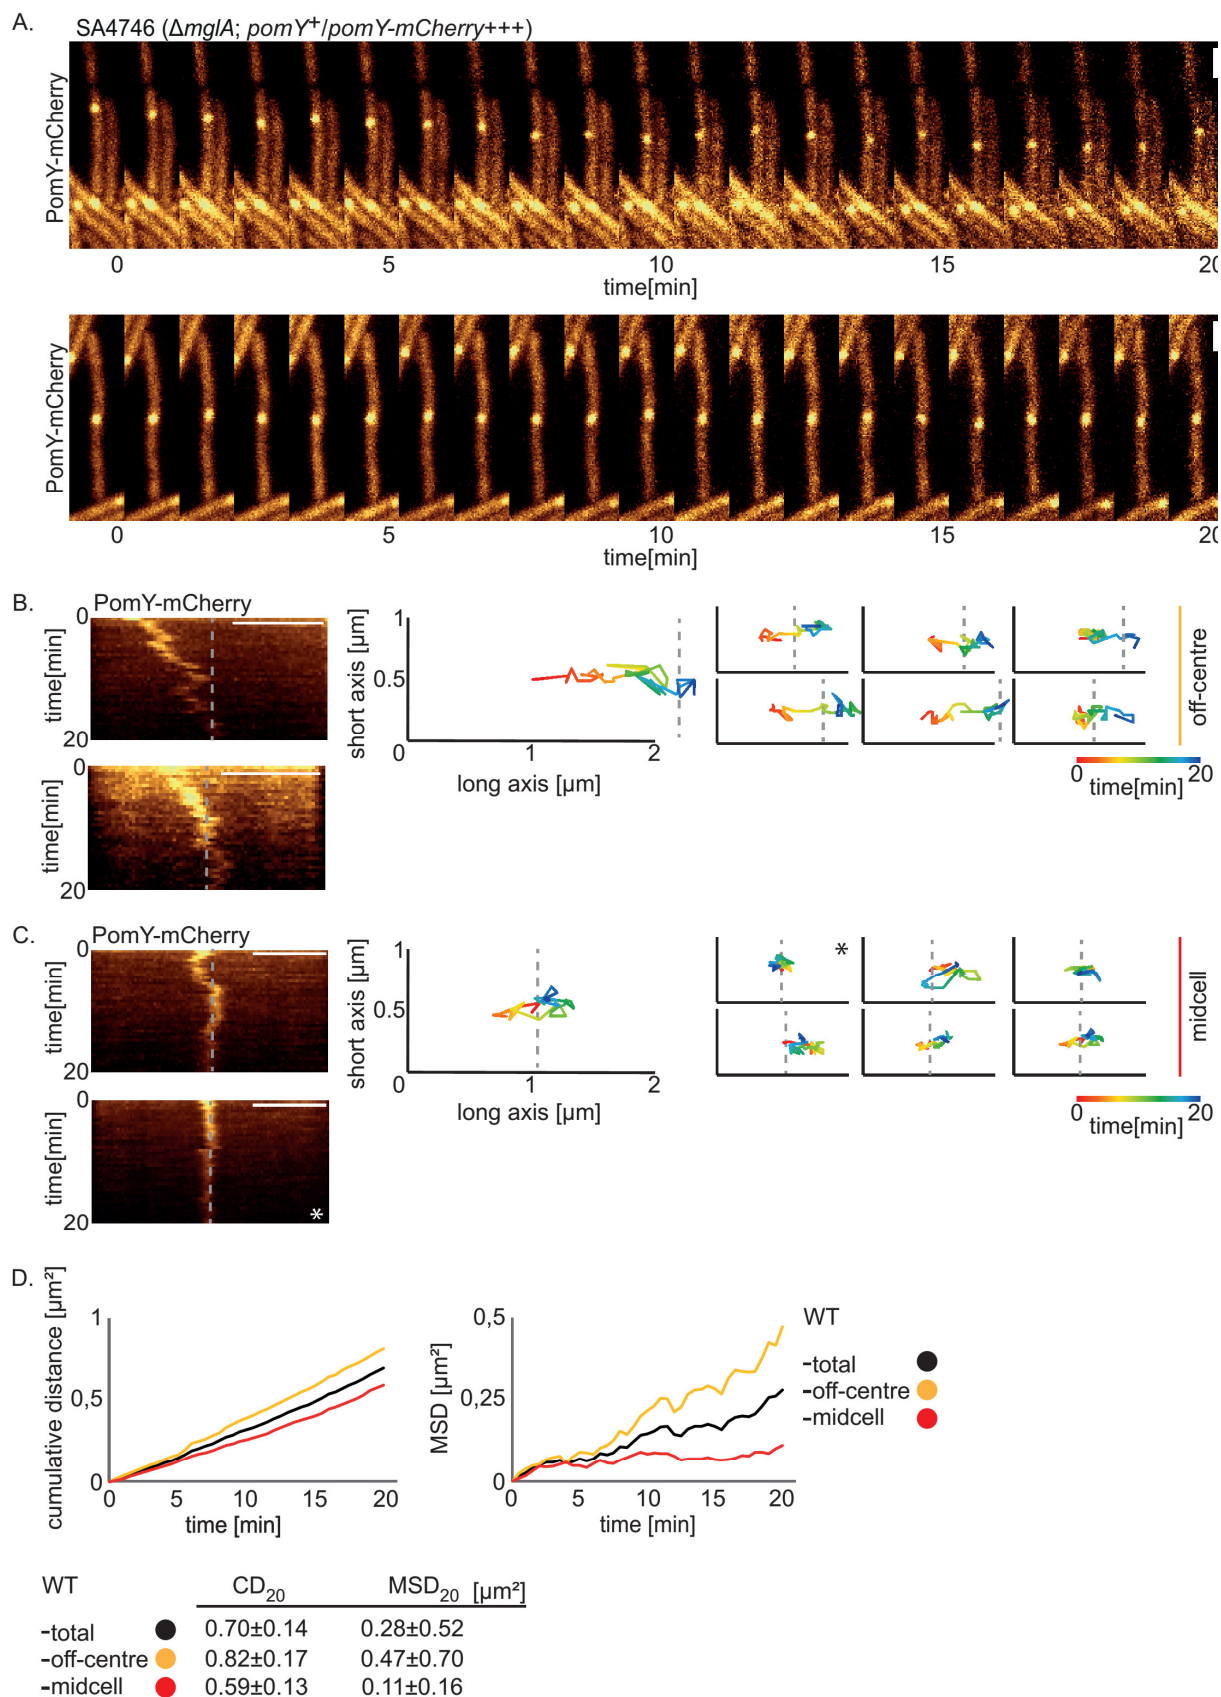 A. SA4746 (ΔmglA; pomY+/pomY-mCherry+++)
PomY-mCherry
0 5 10 15 20
time[min]
PomY-mCherry
0 5 10 15 20
time[min]
B. PomY-mCherry
0
time[min]
20
0
time[min]
20
1
short axis [µm]
0.5
0
1 2
long axis [µm]
off-centre
0 20
time[min]
C. PomY-mCherry
0
time[min]
20
0
time[min]
20
*
1
short axis [µm]
0.5
0
1 2
long axis [µm]
*
midcell
0 20
time[min]
D.
cumulative distance [µm²]
1
0,5
0
0 5 10 15 20
time [min]
MSD [µm²]
0,5
0,25
0
0 5 10 15 20
time [min]
WT
-total
-off-centre
-midcell
WT CD20 MSD20 [µm²]
-total 0.70±0.14 0.28±0.52
-off-centre 0.82±0.17 0.47±0.70
-midcell 0.59±0.13 0.11±0.16